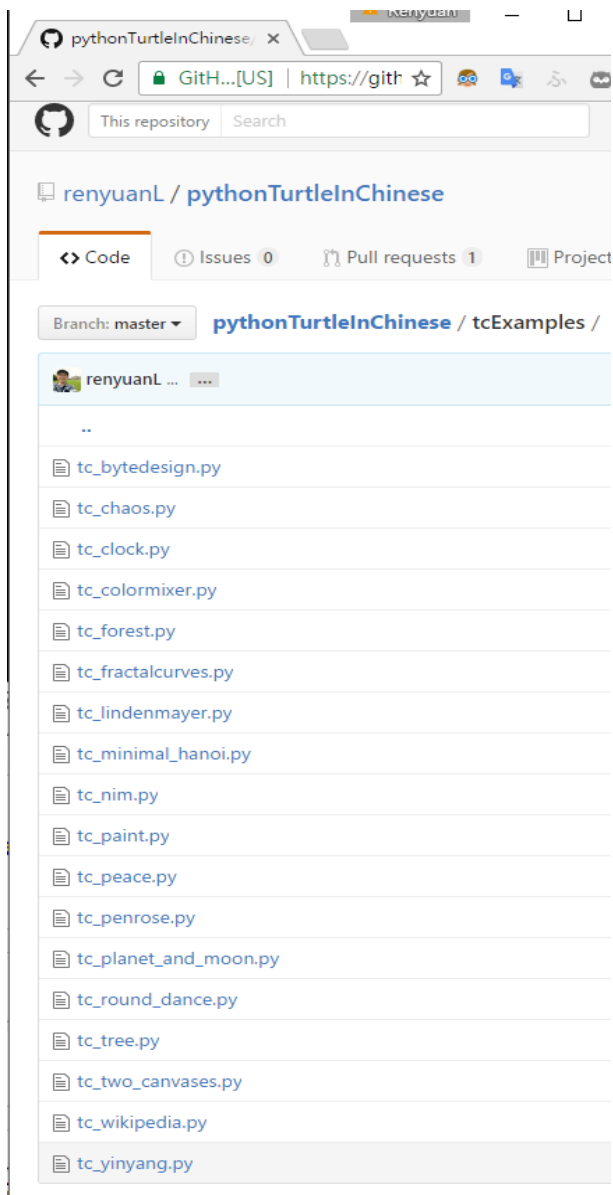 Renyuan
pythonTurtleInChinese/
GitH...[US] | https://gith
This repository Search
renyuanL / pythonTurtleInChinese
Code Issues 0 Pull requests 1 Project
Branch: master pythonTurtleInChinese / tcExamples /
renyuanL ... ...
..
tc_bytedesign.py
tc_chaos.py
tc_clock.py
tc_colormixer.py
tc_forest.py
tc_fractalcurves.py
tc_lindenmayer.py
tc_minimal_hanoi.py
tc_nim.py
tc_paint.py
tc_peace.py
tc_penrose.py
tc_planet_and_moon.py
tc_round_dance.py
tc_tree.py
tc_two_canvases.py
tc_wikipedia.py
tc_yinyang.py